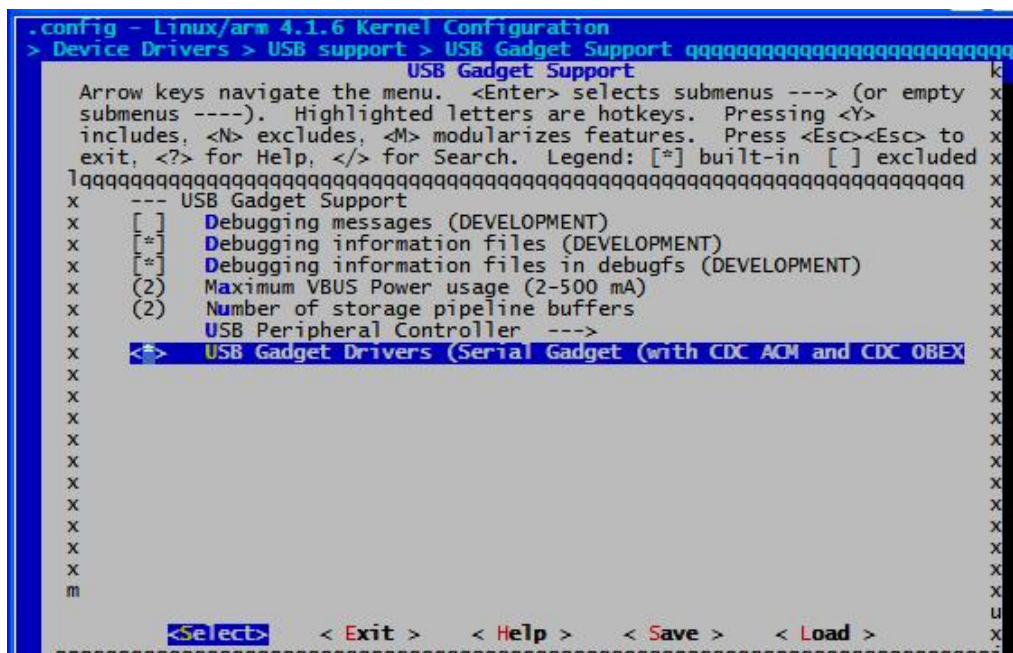 .config - Linux/arm 4.1.6 Kernel Configuration
> Device Drivers > USB support > USB Gadget Support qqqqqqqqqqqqqqqqqqqqqqqqqq
USB Gadget Support k
Arrow keys navigate the menu. <Enter> selects submenus ---> (or empty x
submenus ----). Highlighted letters are hotkeys. Pressing <Y> x
includes, <N> excludes, <M> modularizes features. Press <Esc><Esc> to x
exit, <?> for Help, </> for Search. Legend: [*] built-in [ ] excluded x
lqqqqqqqqqqqqqqqqqqqqqqqqqqqqqqqqqqqqqqqqqqqqqqqqqqqqqqqqqqqqqqqqqqq x
x --- USB Gadget Support x
x [ ] Debugging messages (DEVELOPMENT) x
x [*] Debugging information files (DEVELOPMENT) x
x [*] Debugging information files in debugfs (DEVELOPMENT) x
x (2) Maximum VBUS Power usage (2-500 mA) x
x (2) Number of storage pipeline buffers x
x USB Peripheral Controller ---> x
x <*> USB Gadget Drivers (Serial Gadget (with CDC ACM and CDC OBEX x
x x
x x
x x
x x
x x
x x
x x
x x
x x
x x
m x
u
<Select> < Exit > < Help > < Save > < Load > x